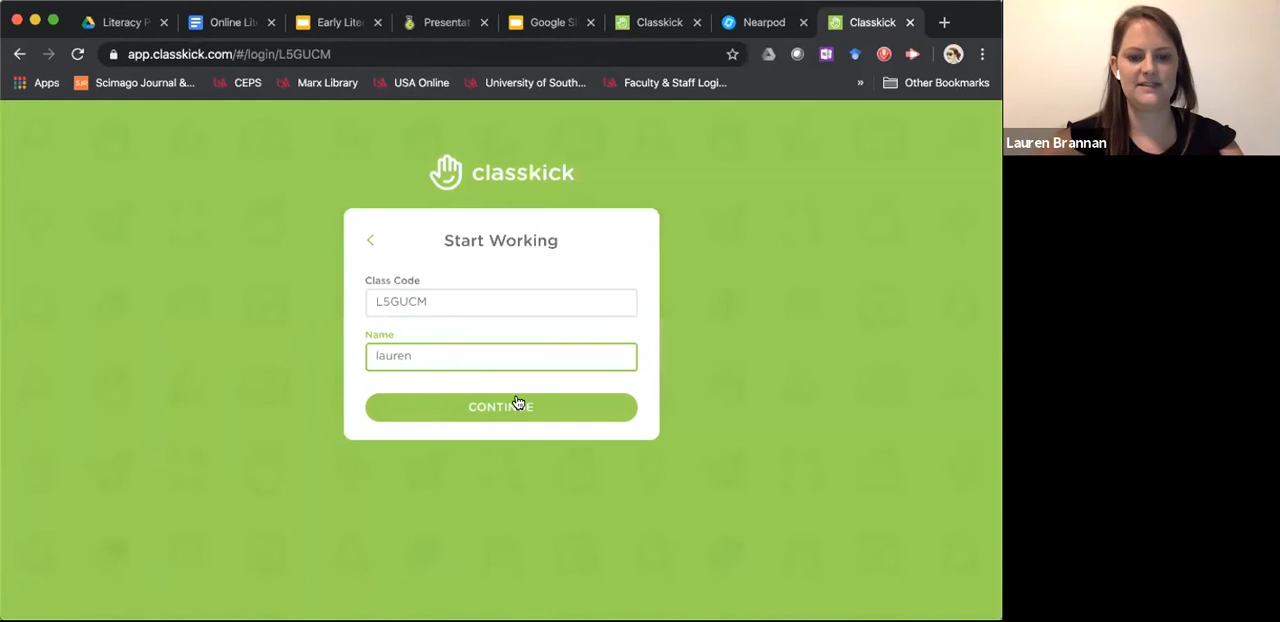 Literacy P
Online Lite
Early Liter
Presentat
Google Sl
Classkick
Nearpod
Classkick
app.classkick.com/#/login/L5GUCM
Apps
Scimago Journal &...
CEPS
Marx Library
USA Online
University of South...
Faculty & Staff Logi...
»
Other Bookmarks
Lauren Brannan
classkick
Start Working
Class Code
L5GUCM
Name
lauren
CONTINUE